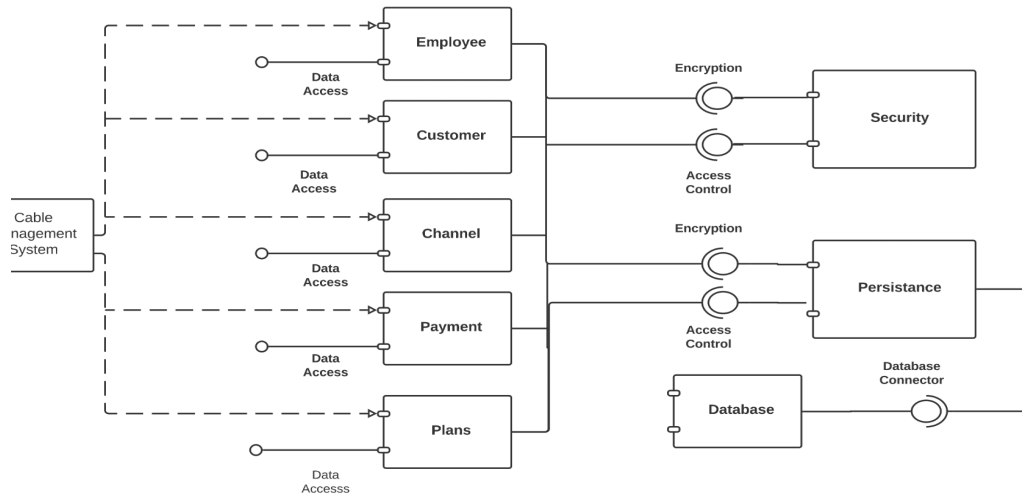 Employee
Data
Access
Encryption
Security
Customer
Data
Access
Access
Control
Cable
nagement
System
Channel
Data
Access
Encryption
Persistance
Payment
Data
Access
Access
Control
Database
Connector
Database
Plans
Data
Accesss